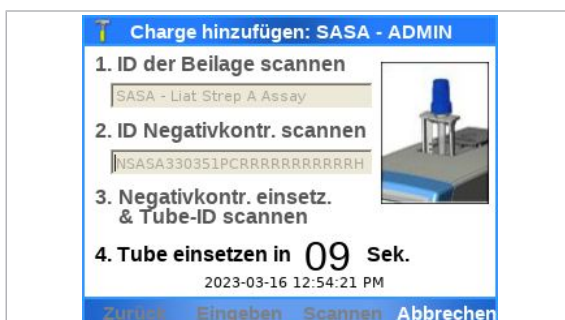 Charge hinzufügen: SASA - ADMIN
1. ID der Beilage scannen
SASA - Liat Strep A Assay
2. ID Negativkontr. scannen
NSASA330351PCRRRRRRRRRRRRH
3. Negativkontr. einsetz.
& Tube-ID scannen
4. Tube einsetzen in 09 Sek.
2023-03-16 12:54:21 PM
Zurück Eingeben Scannen Abbrechen